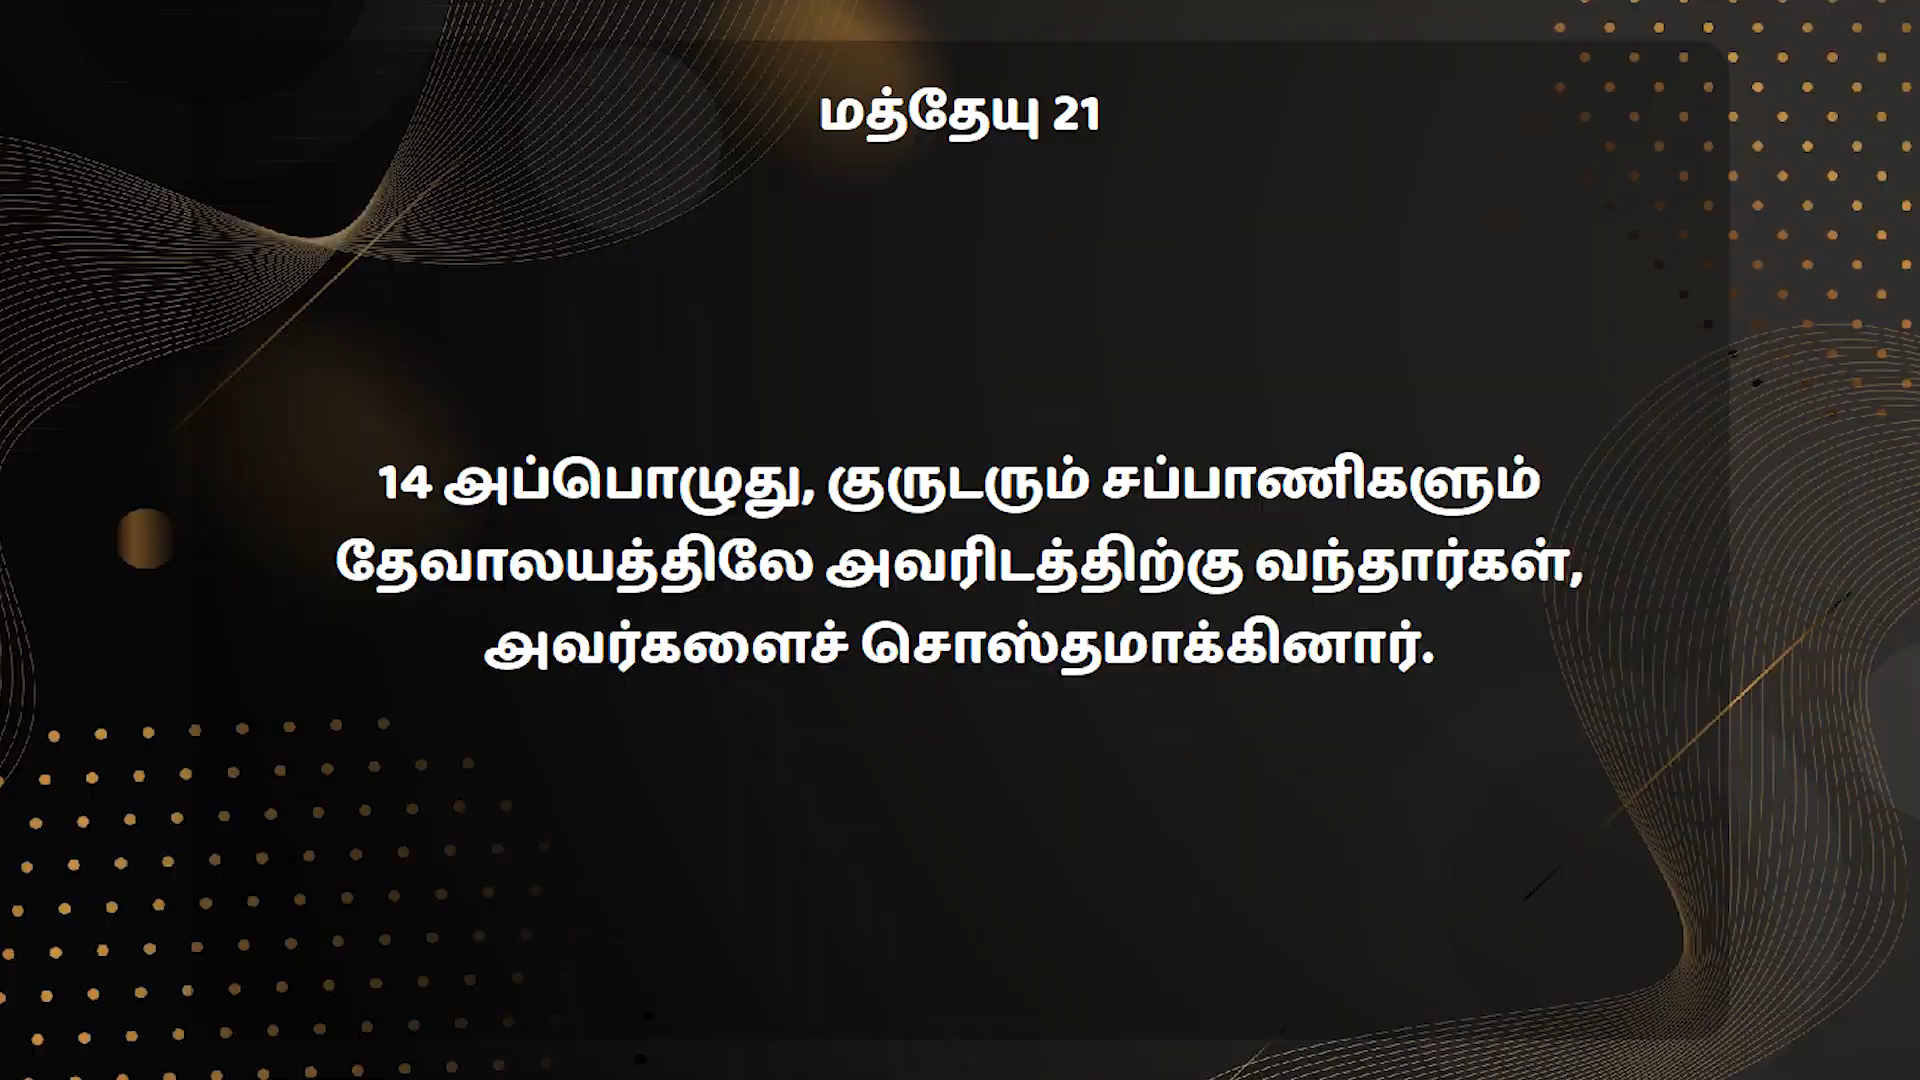 மத்தேயு 21
14 அப்பொழுது, குருடரும் சப்பாணிகளும்
தேவாலயத்திலே அவரிடத்திற்கு வந்தார்கள்,
அவர்களைச் சொஸ்தமாக்கினார்.